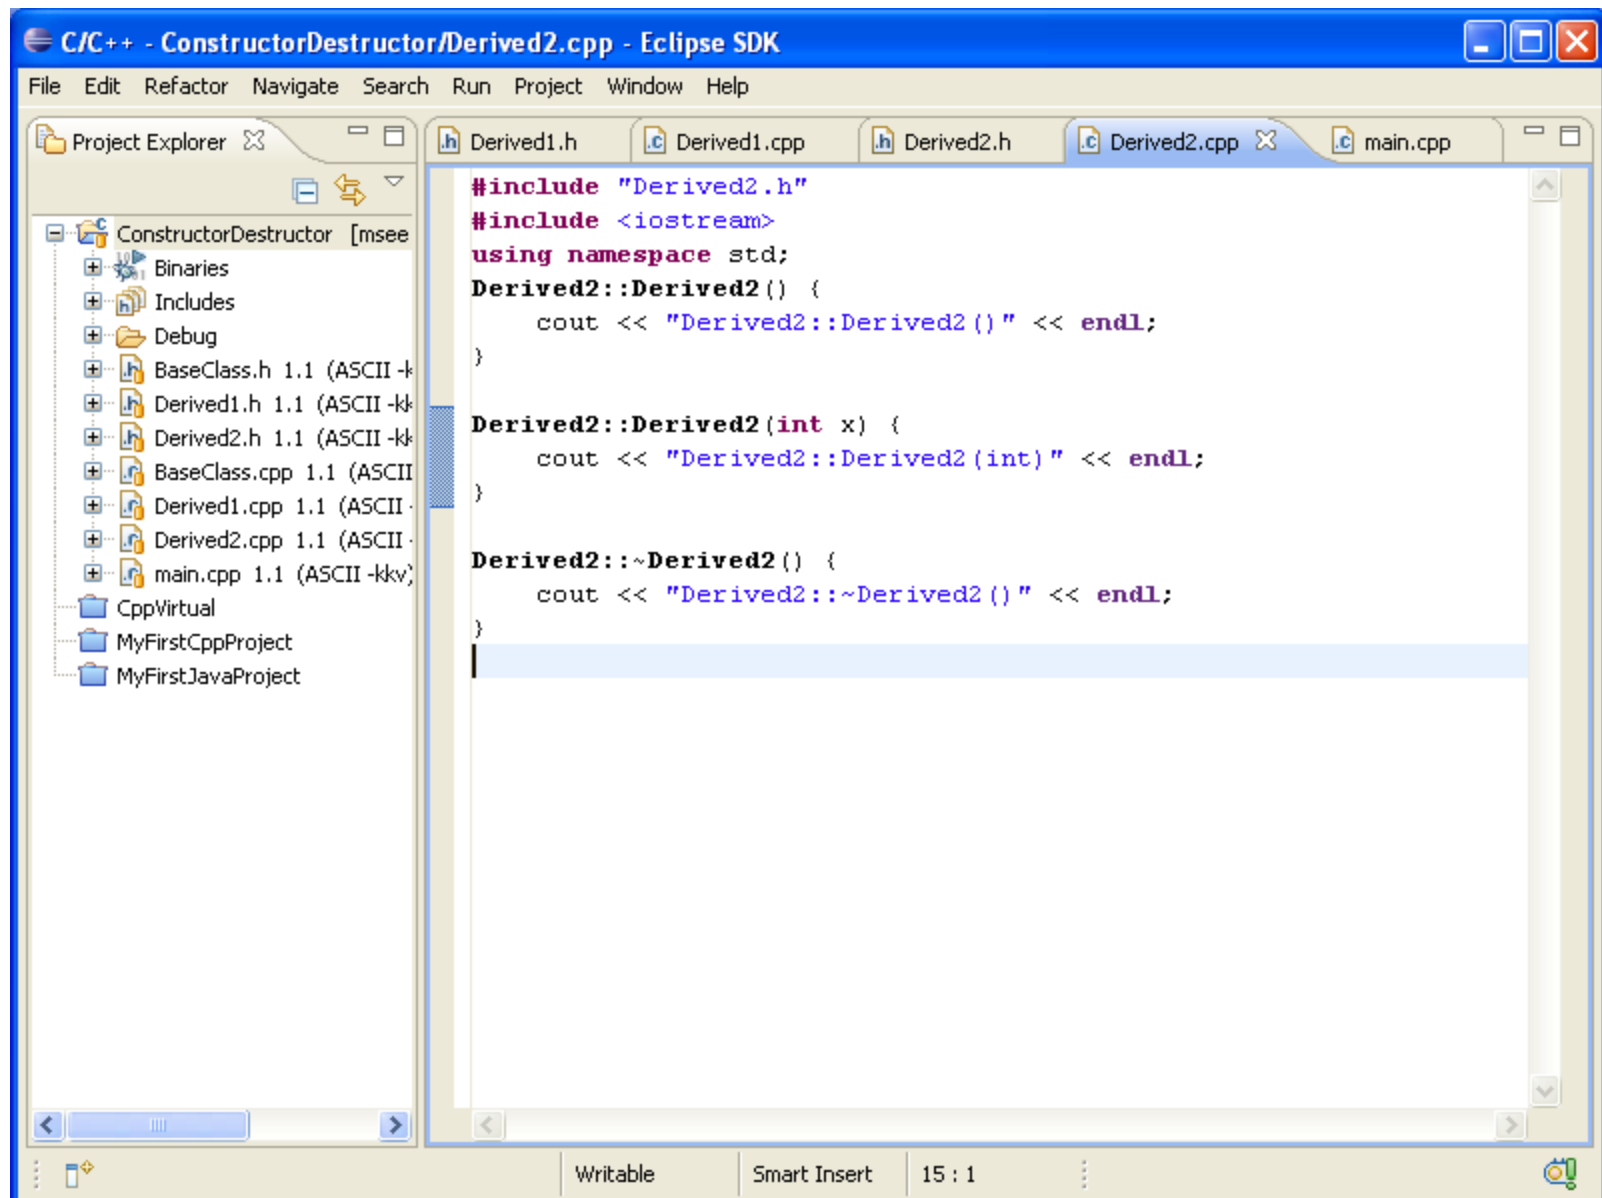 C/C++ - ConstructorDestructor/Derived2.cpp - Eclipse SDK
File Edit Refactor Navigate Search Run Project Window Help
Project Explorer
Derived1.h Derived1.cpp Derived2.h Derived2.cpp main.cpp
ConstructorDestructor [msee
Binaries
Includes
Debug
BaseClass.h 1.1 (ASCII -k
Derived1.h 1.1 (ASCII -kk
Derived2.h 1.1 (ASCII -kk
BaseClass.cpp 1.1 (ASCII
Derived1.cpp 1.1 (ASCII -
Derived2.cpp 1.1 (ASCII -
main.cpp 1.1 (ASCII -kkv)
CppVirtual
MyFirstCppProject
MyFirstJavaProject
#include "Derived2.h"
#include <iostream>
using namespace std;
Derived2::Derived2() {
    cout << "Derived2::Derived2()" << endl;
}
Derived2::Derived2(int x) {
    cout << "Derived2::Derived2(int)" << endl;
}
Derived2::~Derived2() {
    cout << "Derived2::~Derived2()" << endl;
}
Writable Smart Insert 15 : 1